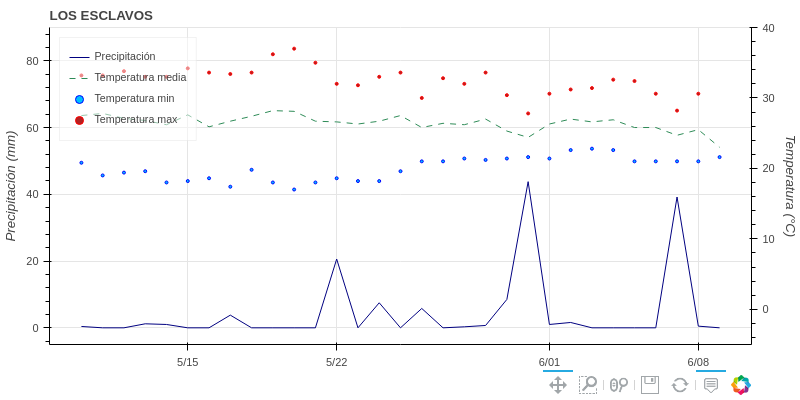 LOS ESCLAVOS
Precipitación
Temperatura media
Temperatura min
Temperatura max
Precipitación (mm)
80
60
40
20
0
Temperatura (°C)
40
30
20
10
0
5/15
5/22
6/01
6/08